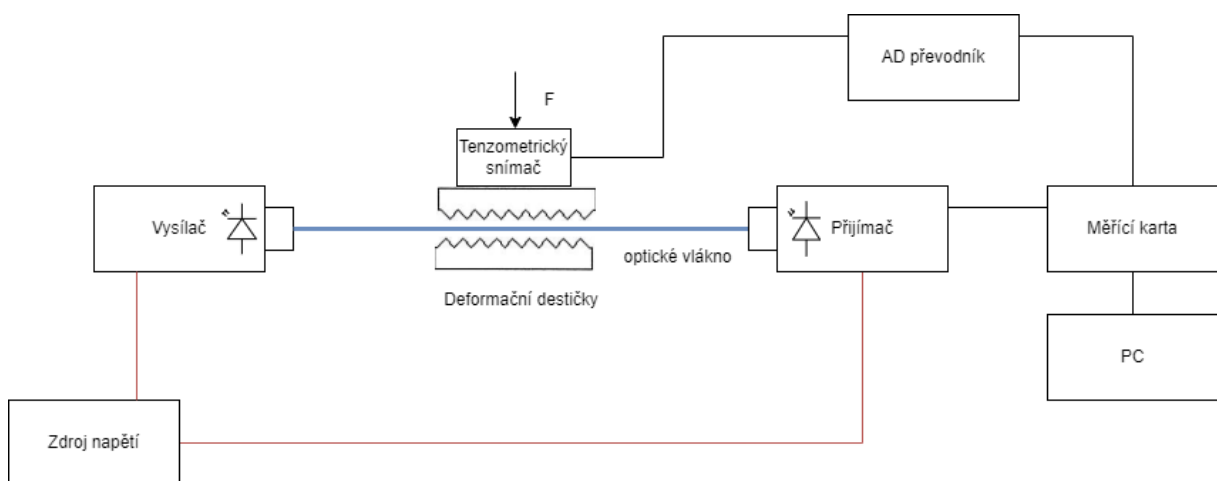 AD převodník
F
Tenzometrický
snímač
Vysílač
Přijímač
Měřící karta
optické vlákno
Deformační destičky
PC
Zdroj napětí